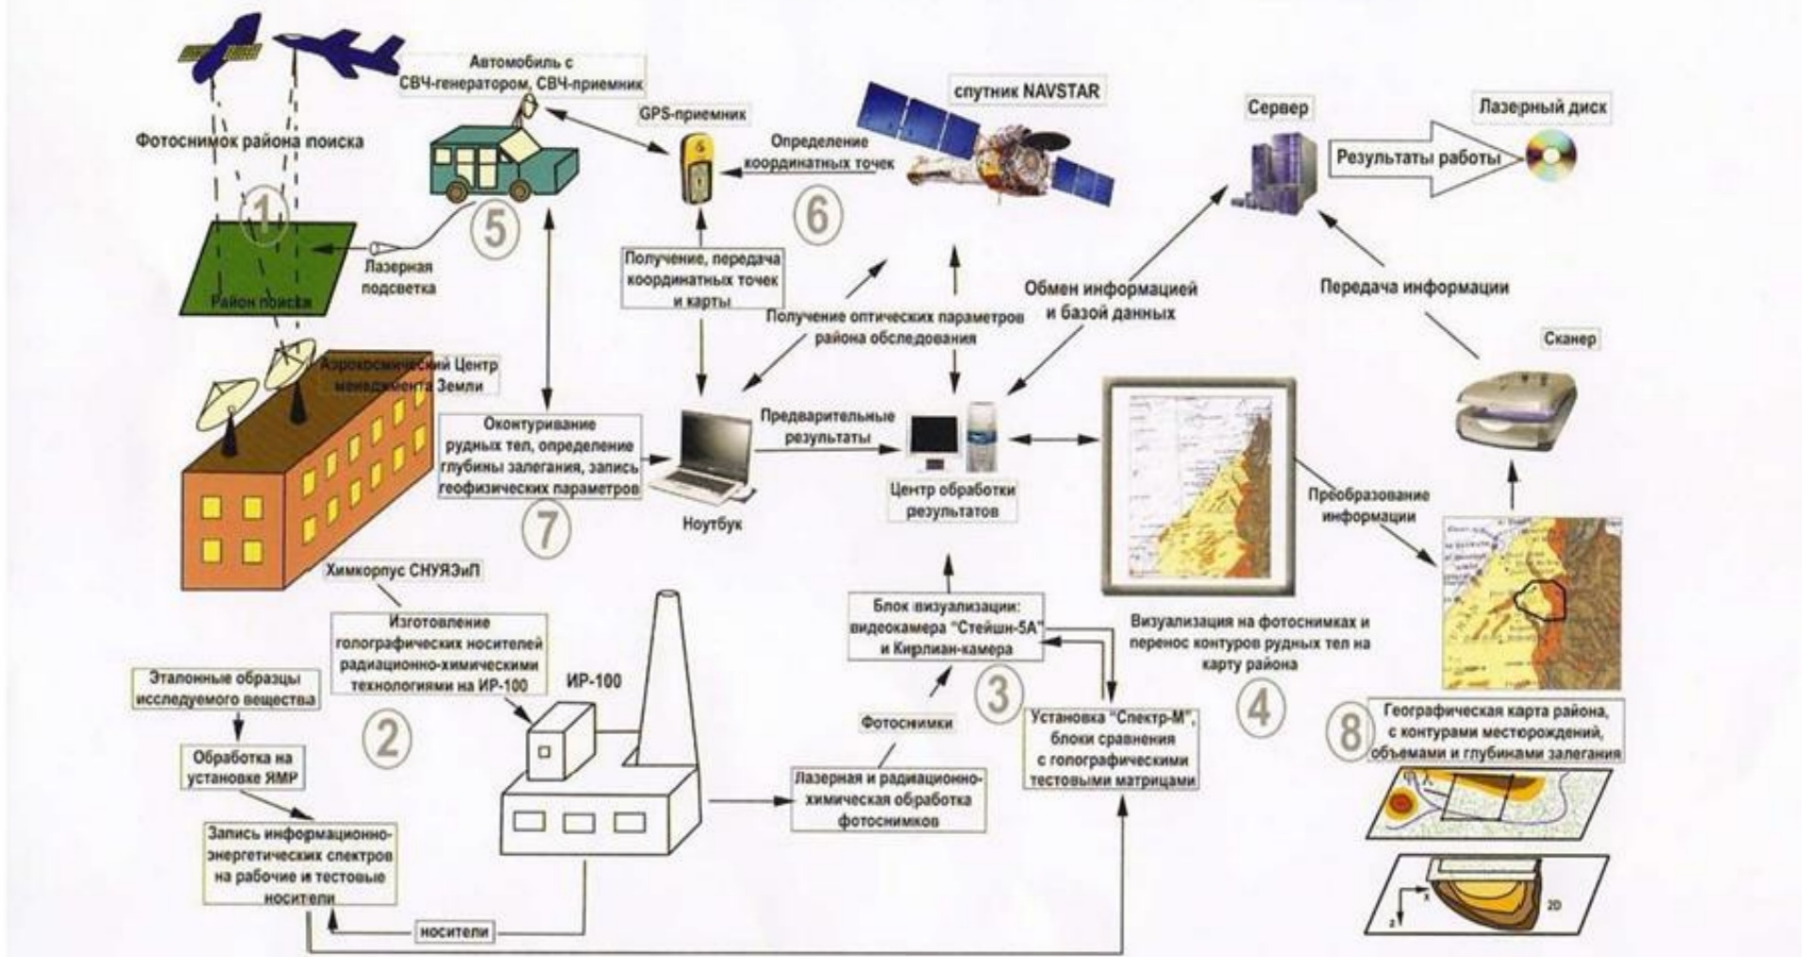 Автомобиль с
СВЧ-генератором, СВЧ-приемник
GPS-приемник
спутник NAVSTAR
Сервер
Лазерный диск
Фотоснимок района поиска
Определение
координатных точек
Результаты работы
1
5
6
Лазерная
подсветка
Район поиска
Получение, передача
координатных точек
и карты
Получение оптических параметров
района обследования
Обмен информацией
и базой данных
Передача информации
Сканер
Аэрокосмический Центр
менеджмента Земли
Оконтуривание
рудных тел, определение
глубины залегания, запись
геофизических параметров
7
Ноутбук
Предварительные
результаты
Центр обработки
результатов
Преобразование
информации
Химкорпус СНУЯЭиП
Изготовление
голографических носителей
радиационно-химическими
технологиями на ИР-100
2
ИР-100
Эталонные образцы
исследуемого вещества
Обработка на
установке ЯМР
Запись информационно-
энергетических спектров
на рабочие и тестовые
носители
носители
Блок визуализации:
видеокамера "Стейшн-5А"
и Кирлиан-камера
3
Фотоснимки
Лазерная и радиационно-
химическая обработка
фотоснимков
Установка "Спектр-М",
блоки сравнения
с голографическими
тестовыми матрицами
Визуализация на фотоснимках и
перенос контуров рудных тел на
карту района
4
8
Географическая карта района,
с контурами месторождений,
объемами и глубинами залегания
X
Z
2D